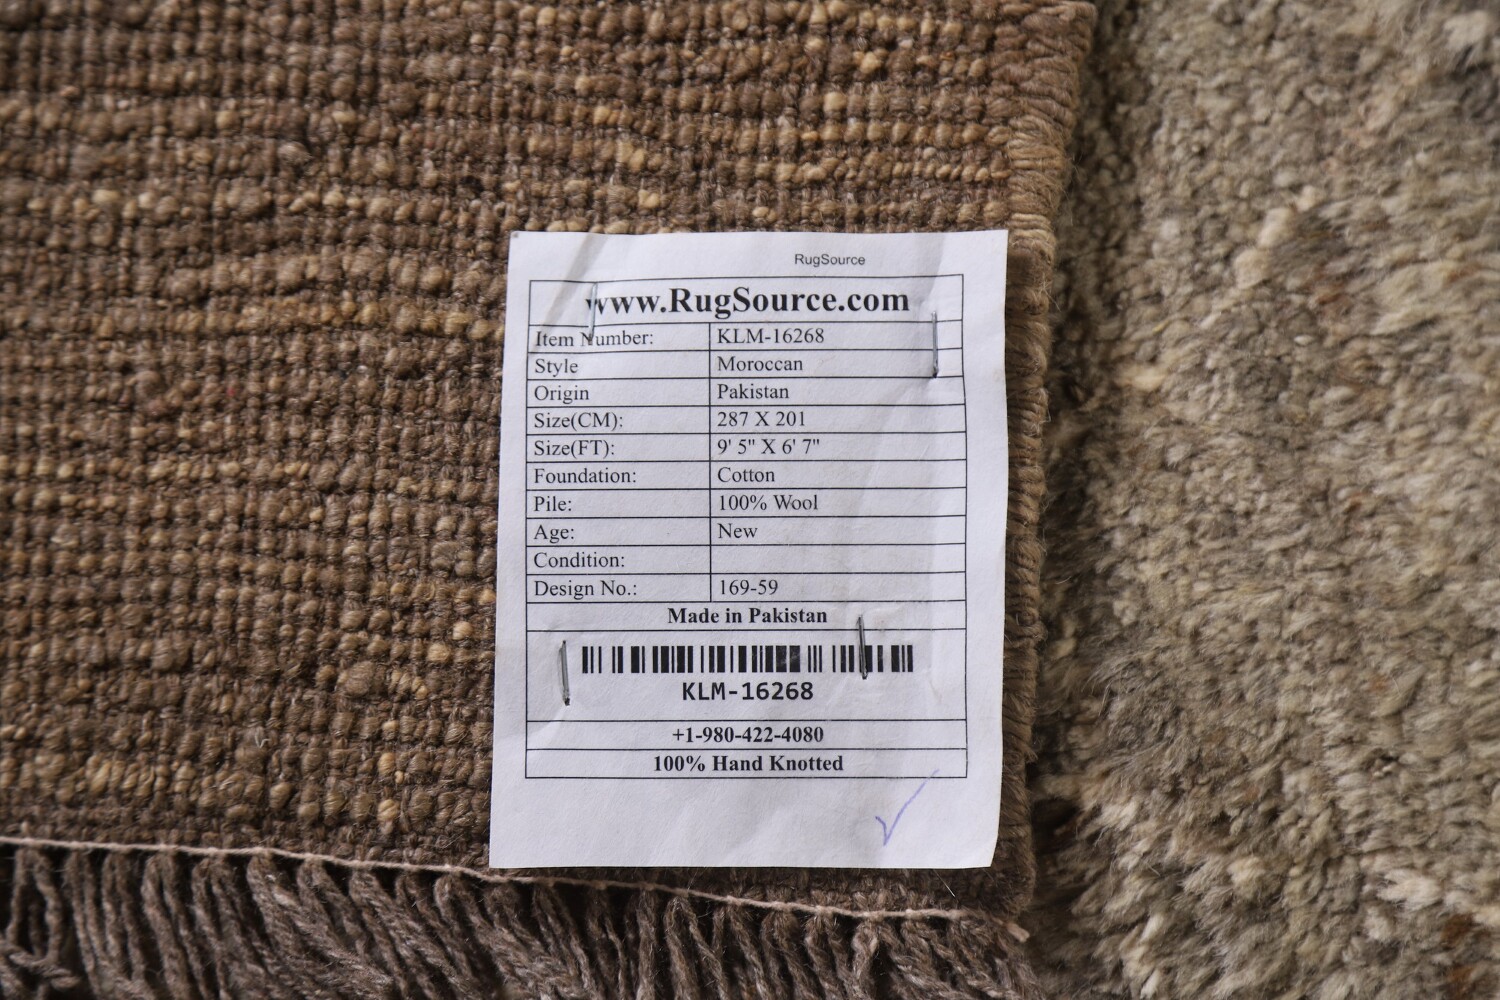 RugSource
www.RugSource.com
Item Number: KLM-16268
Style Moroccan
Origin Pakistan
Size(CM): 287 X 201
Size(FT): 9' 5" X 6' 7"
Foundation: Cotton
Pile: 100% Wool
Age: New
Condition:
Design No.: 169-59
Made in Pakistan
KLM-16268
+1-980-422-4080
100% Hand Knotted